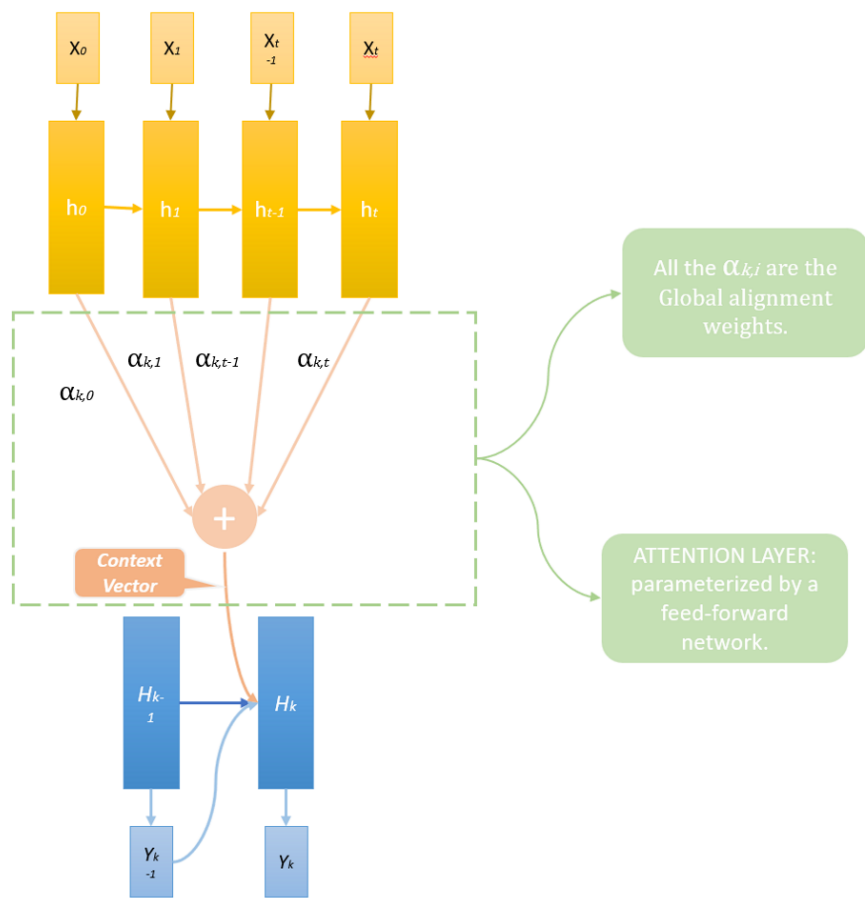 X0 X1 Xt Xt
-1
h0 h1 ht-1 ht
αk,0
αk,1
αk,t-1
αk,t
+
Context
Vector
Hk-
1
Hk
Yk
-1
Yk
All the αk,i are the
Global alignment
weights.
ATTENTION LAYER:
parameterized by a
feed-forward
network.